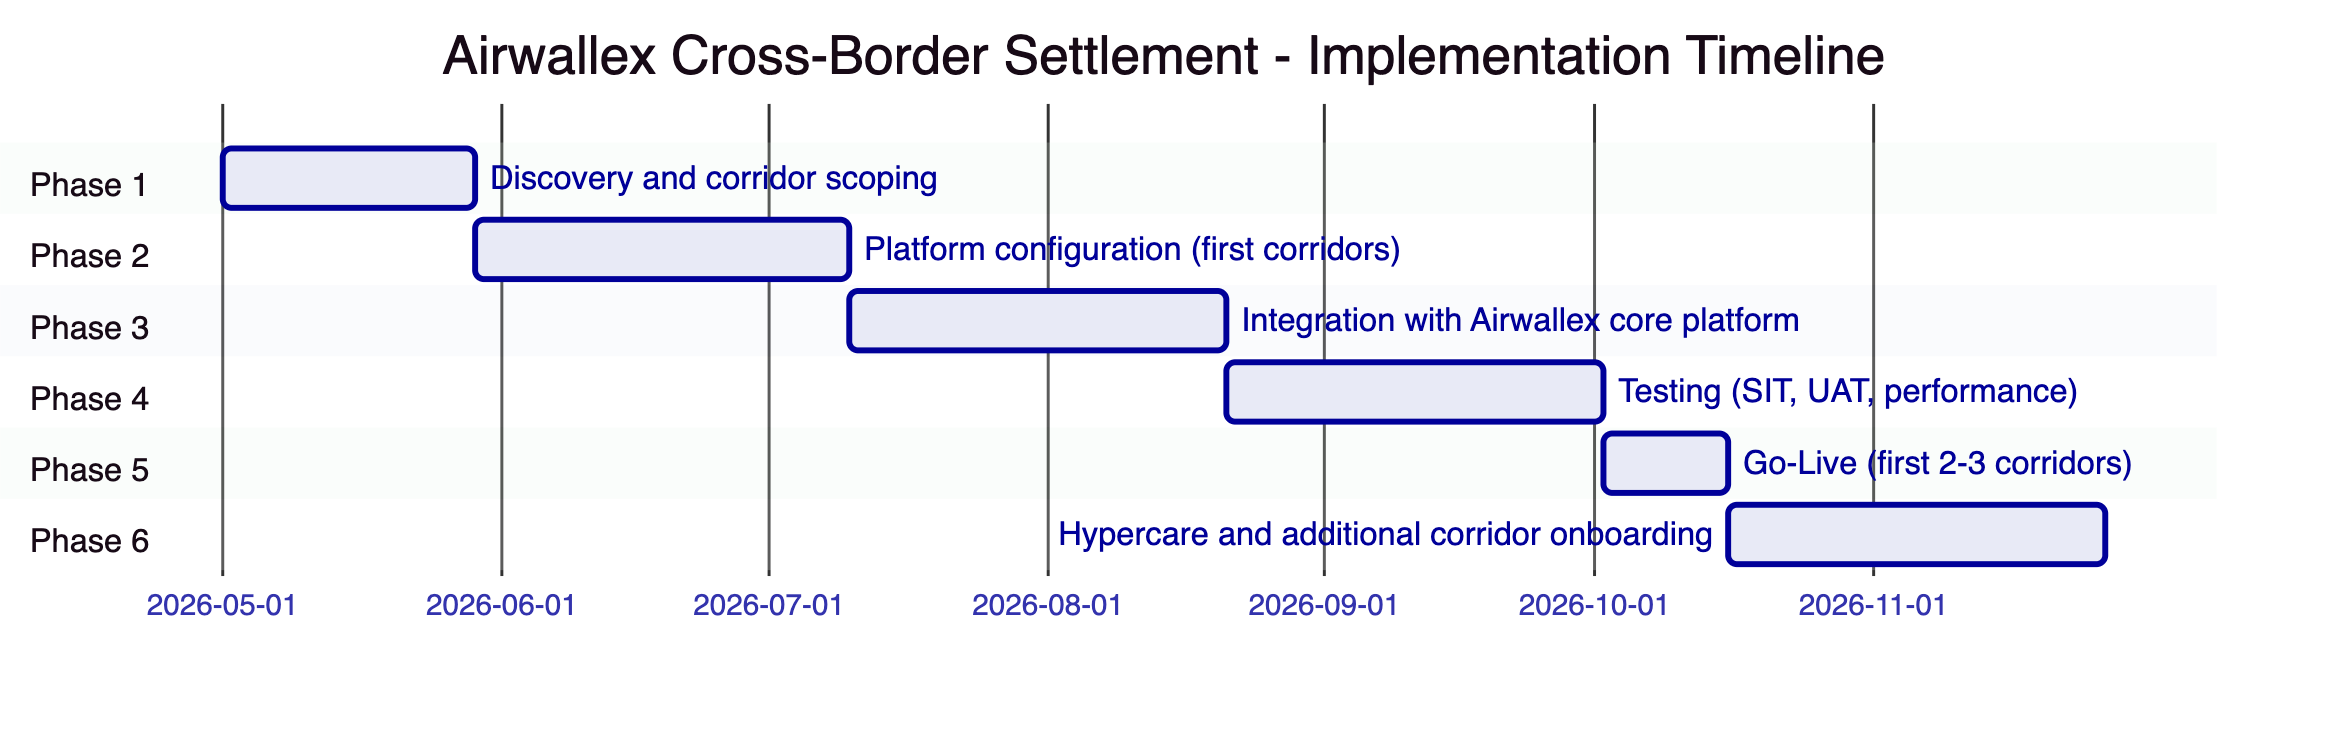 Airwallex Cross-Border Settlement - Implementation Timeline
Phase 1
Discovery and corridor scoping
Phase 2
Platform configuration (first corridors)
Phase 3
Integration with Airwallex core platform
Phase 4
Testing (SIT, UAT, performance)
Phase 5
Go-Live (first 2-3 corridors)
Phase 6
Hypercare and additional corridor onboarding
2026-05-01
2026-06-01
2026-07-01
2026-08-01
2026-09-01
2026-10-01
2026-11-01